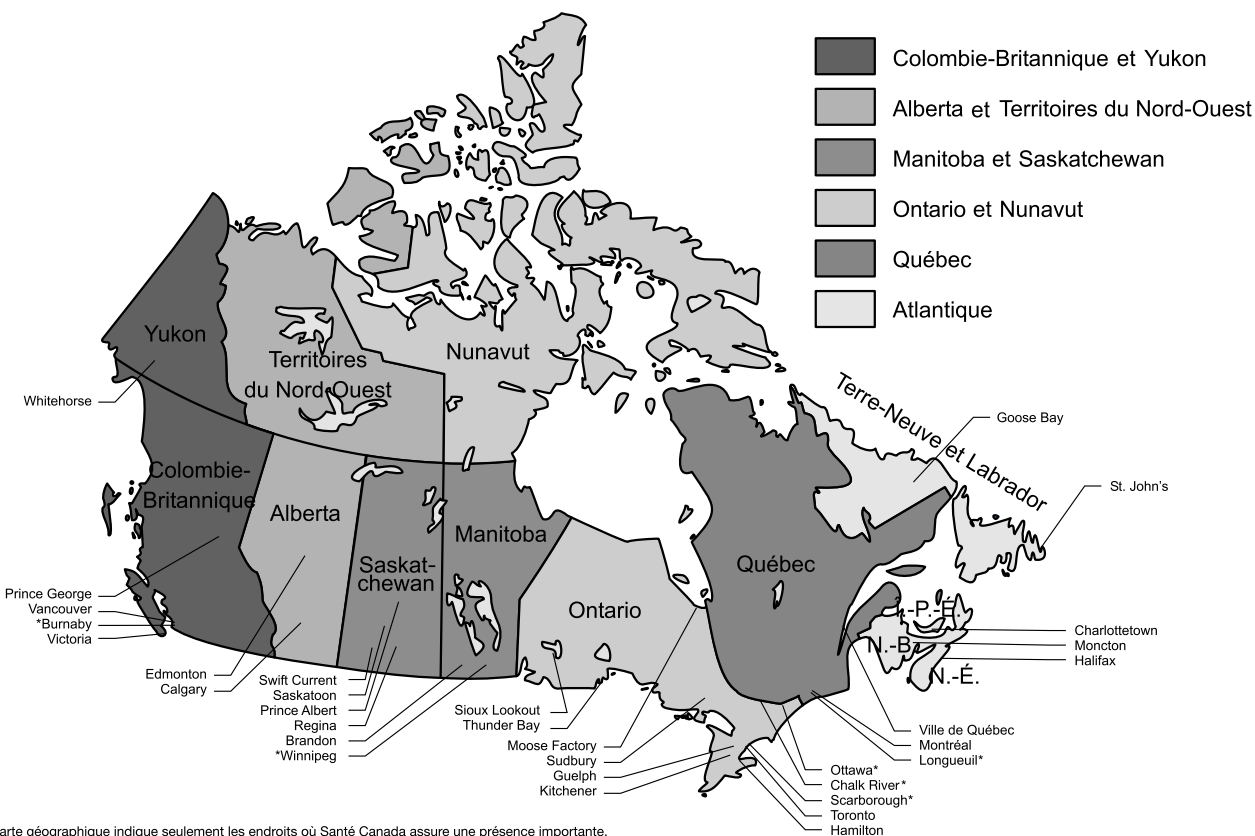 Colombie-Britannique et Yukon
Alberta et Territoires du Nord-Ouest
Manitoba et Saskatchewan
Ontario et Nunavut
Québec
Atlantique
Yukon
Territoires
du Nord-Ouest
Nunavut
Whitehorse
Terre-Neuve et Labrador
Goose Bay
St. John's
Colombie-
Britannique
Alberta
Saskat-
chewan
Manitoba
Ontario
Québec
Î.-P.-É.
N.-B.
N.-É.
Prince George
Vancouver
*Burnaby
Victoria
Edmonton
Calgary
Swift Current
Saskatoon
Prince Albert
Regina
Brandon
*Winnipeg
Sioux Lookout
Thunder Bay
Moose Factory
Sudbury
Guelph
Kitchener
Charlottetown
Moncton
Halifax
Ville de Québec
Montréal
Longueuil*
Ottawa*
Chalk River*
Scarborough*
Toronto
Hamilton
arte géographique indique seulement les endroits où Santé Canada assure une présence importante.